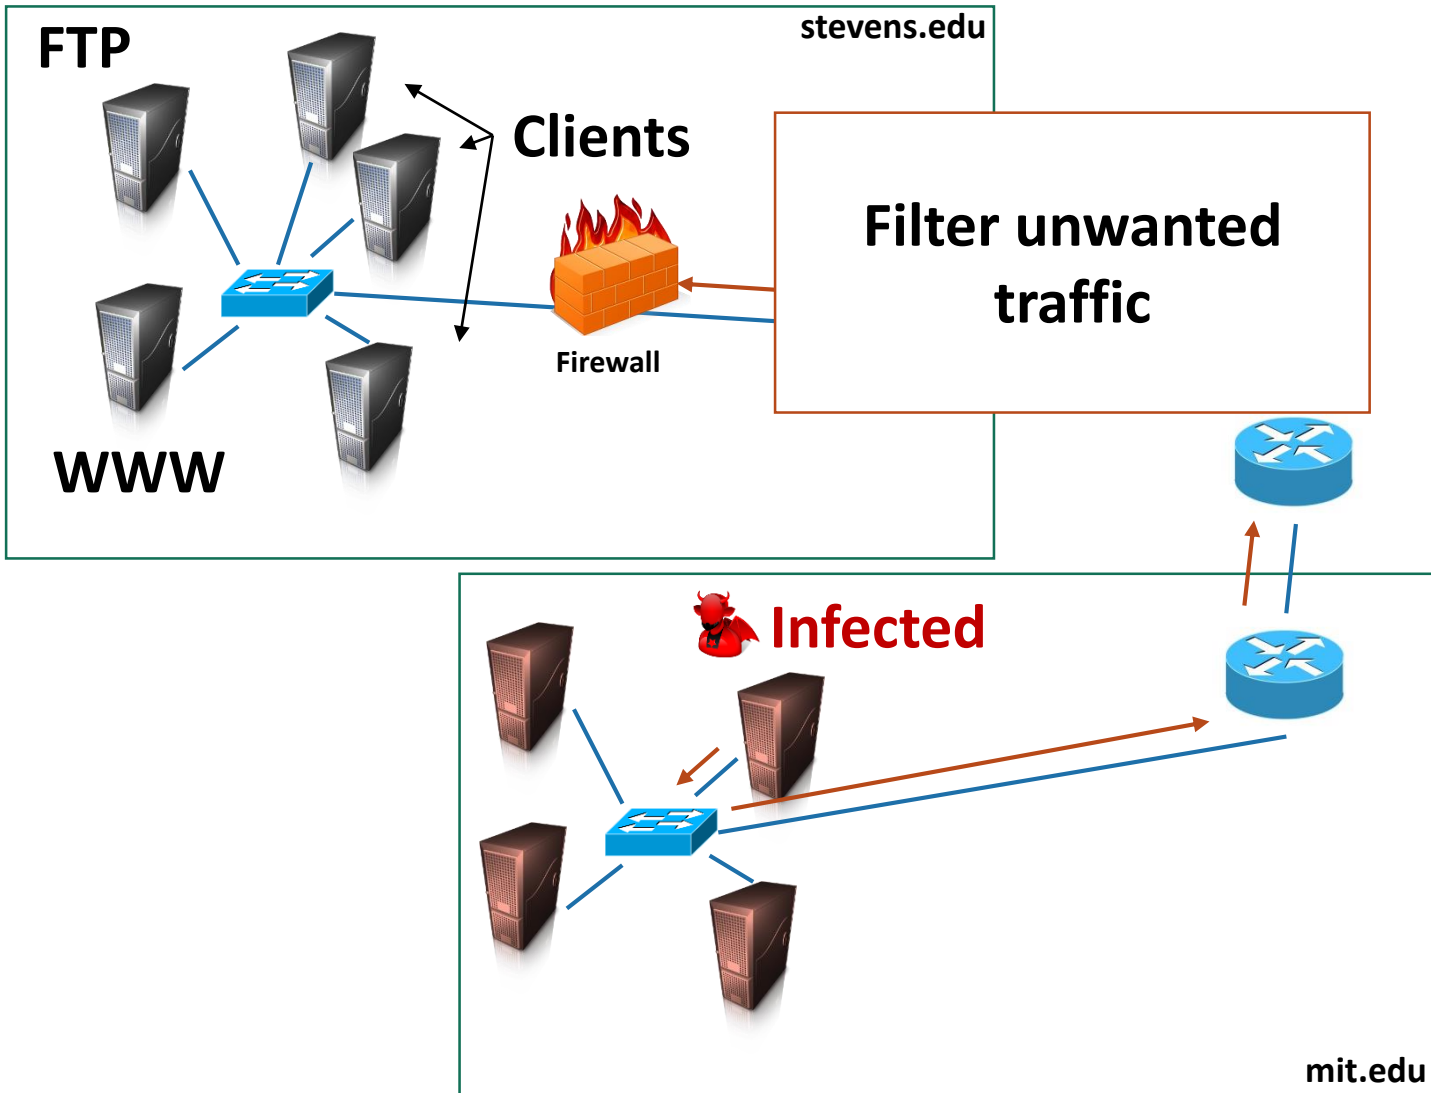 stevens.edu
FTP
Clients
Filter unwanted
traffic
Firewall
WWW
Infected
mit.edu